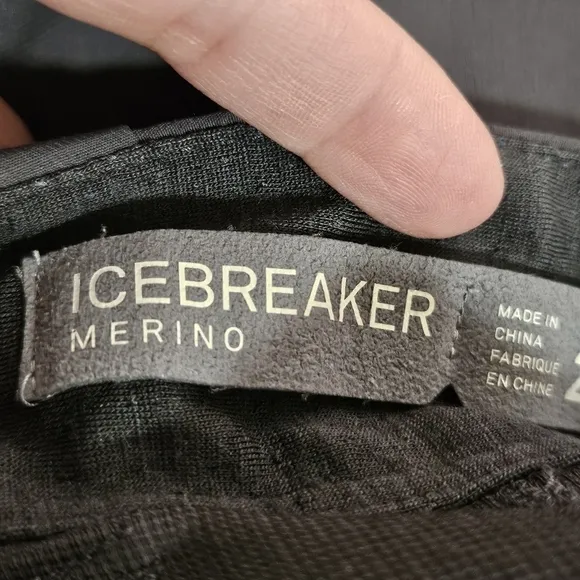 ICEBREAKER
MERINO
MADE IN
CHINA
FABRIQUE
EN CHINE